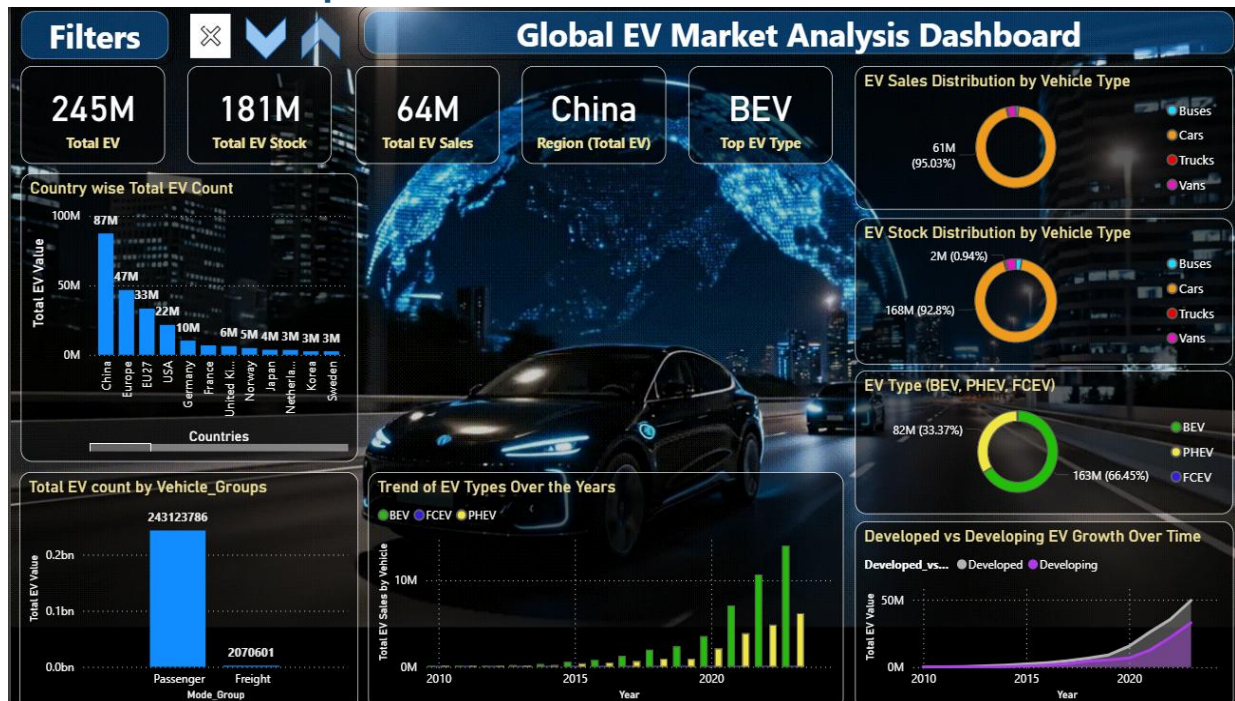 Filters
Global EV Market Analysis Dashboard
245M
Total EV
181M
Total EV Stock
64M
Total EV Sales
China
Region (Total EV)
BEV
Top EV Type
EV Sales Distribution by Vehicle Type
61M
(95.03%)
Buses
Cars
Trucks
Vans
Country wise Total EV Count
Total EV Value
100M
50M
0M
87M
47M
33M
22M
10M
6M
5M
4M
3M
3M
3M
China
Europe
EU27
USA
Germany
France
United Ki...
Norway
Japan
Netherla...
Korea
Sweden
Countries
EV Stock Distribution by Vehicle Type
2M (0.94%)
168M (92.8%)
Buses
Cars
Trucks
Vans
EV Type (BEV, PHEV, FCEV)
82M (33.37%)
163M (66.45%)
BEV
PHEV
FCEV
Total EV count by Vehicle_Groups
Total EV Value
0.2bn
0.1bn
0.0bn
243123786
2070601
Passenger
Freight
Mode_Group
Trend of EV Types Over the Years
BEV FCEV PHEV
Total EV Sales by Vehicle
10M
0M
2010
2015
2020
Year
Developed vs Developing EV Growth Over Time
Developed_vs... Developed Developing
Total EV Value
50M
0M
2010
2015
2020
Year